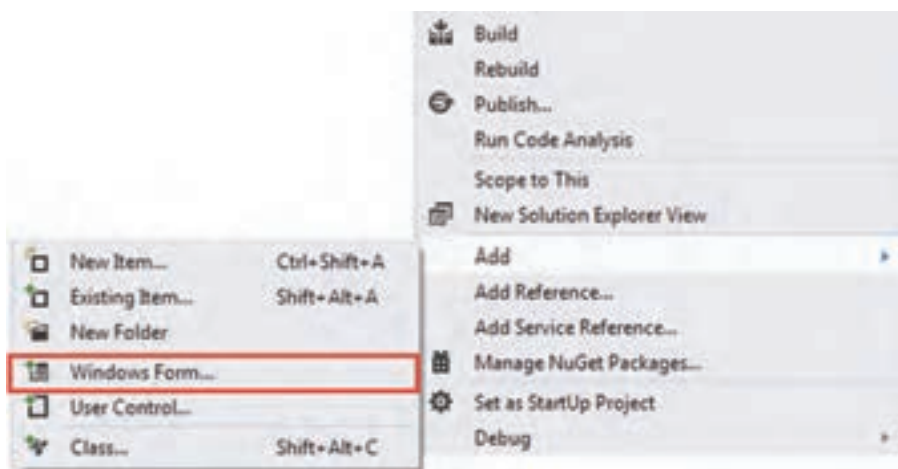 Build
Rebuild
Publish...
Run Code Analysis
Scope to This
New Solution Explorer View
Add
Add Reference...
Add Service Reference...
Manage NuGet Packages...
Set as StartUp Project
Debug
New Item... Ctrl+Shift+A
Existing Item... Shift+Alt+A
New Folder
Windows Form...
User Control...
Class... Shift+Alt+C